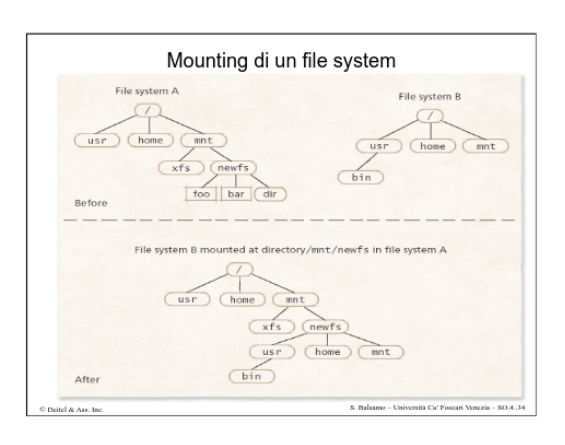 Mounting di un file system
File system A
File system B
/
/
usr home mnt
usr home mnt
xfs newfs
bin
foo bar dir
Before
File system B mounted at directory/mnt/newfs in file system A
/
usr home mnt
xfs newfs
usr home mnt
bin
After
© Deitel & Ass. Inc.
S. Balsamo – Università Ca' Foscari Venezia – SO.4.34